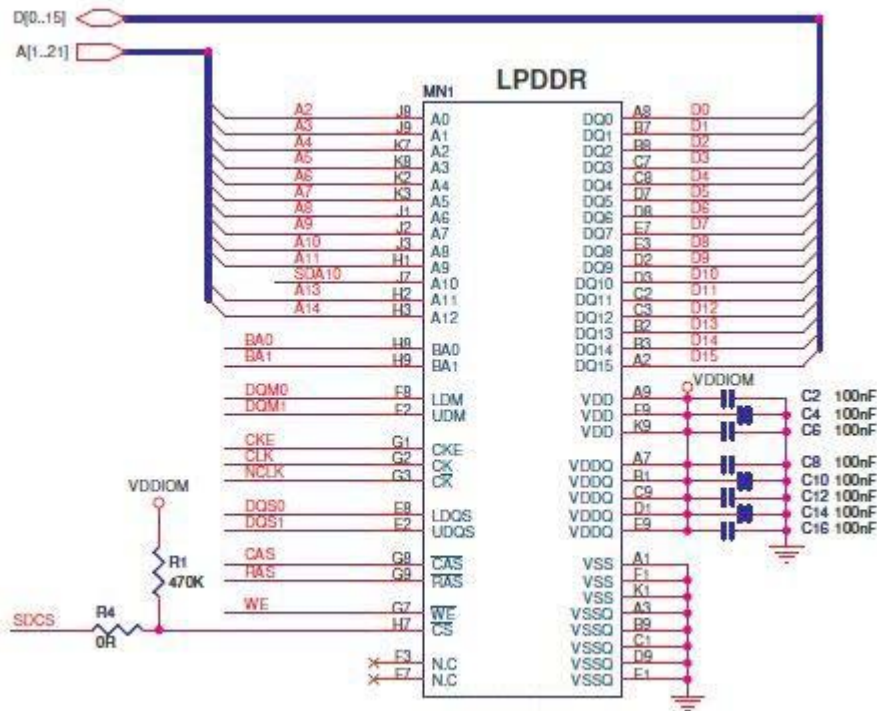 D[0..15]
A[1..21]
LPDDR
MN1
A2 J8 A0 DQ0 A8 D0
A3 J9 A1 DQ1 B7 D1
A4 K7 A2 DQ2 B8 D2
A5 K8 A3 DQ3 C7 D3
A6 K2 A4 DQ4 C8 D4
A7 K3 A5 DQ5 D7 D5
A8 J1 A6 DQ6 D8 D6
A9 J2 A7 DQ7 E7 D7
A10 J3 A8 DQ8 E3 D8
A11 H1 A9 DQ9 D2 D9
SDA10 J7 A10 DQ10 D3 D10
A13 H2 A11 DQ11 C2 D11
A14 H3 A12 DQ12 C3 D12
DQ13 B2 D13
BA0 H8 BA0 DQ14 B3 D14
BA1 H9 BA1 DQ15 A2 D15
VDDIOM
DQM0 F8 LDM VDD A9 C2 100nF
DQM1 F2 UDM VDD F9 C4 100nF
VDD K9 C6 100nF
CKE G1 CKE
CLK G2 CK VDDQ A7 C8 100nF
NCLK G3 CK VDDQ B1 C10 100nF
VDDIOM
VDDQ C9 C12 100nF
DQS0 E8 LDQS VDDQ D1 C14 100nF
DQS1 E2 UDQS VDDQ E9 C16 100nF
CAS G8 CAS VSS A1
RAS G9 RAS VSS F1
R1
470K
VSS K1
WE G7 WE VSSQ A3
SDCS R4 0R H7 CS VSSQ B9
VSSQ C1
F3 N.C VSSQ D9
F7 N.C VSSQ E1